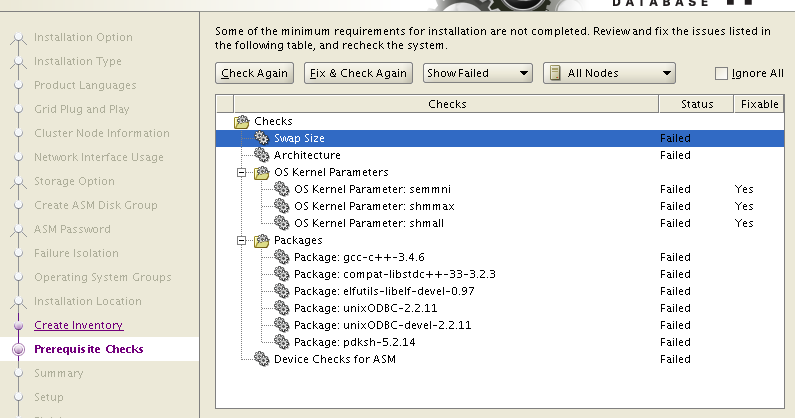 DATABASE
Some of the minimum requirements for installation are not completed. Review and fix the issues listed in
the following table, and recheck the system.
Check Again Fix & Check Again Show Failed All Nodes Ignore All
Checks Status Fixable
Checks
Swap Size Failed
Architecture Failed
OS Kernel Parameters
OS Kernel Parameter: semmni Failed Yes
OS Kernel Parameter: shmmax Failed Yes
OS Kernel Parameter: shmall Failed Yes
Packages
Package: gcc-c++-3.4.6 Failed
Package: compat-libstdc++-33-3.2.3 Failed
Package: elfutils-libelf-devel-0.97 Failed
Package: unixODBC-2.2.11 Failed
Package: unixODBC-devel-2.2.11 Failed
Package: pdksh-5.2.14 Failed
Device Checks for ASM Failed
Installation Option
Installation Type
Product Languages
Grid Plug and Play
Cluster Node Information
Network Interface Usage
Storage Option
Create ASM Disk Group
ASM Password
Failure Isolation
Operating System Groups
Installation Location
Create Inventory
Prerequisite Checks
Summary
Setup